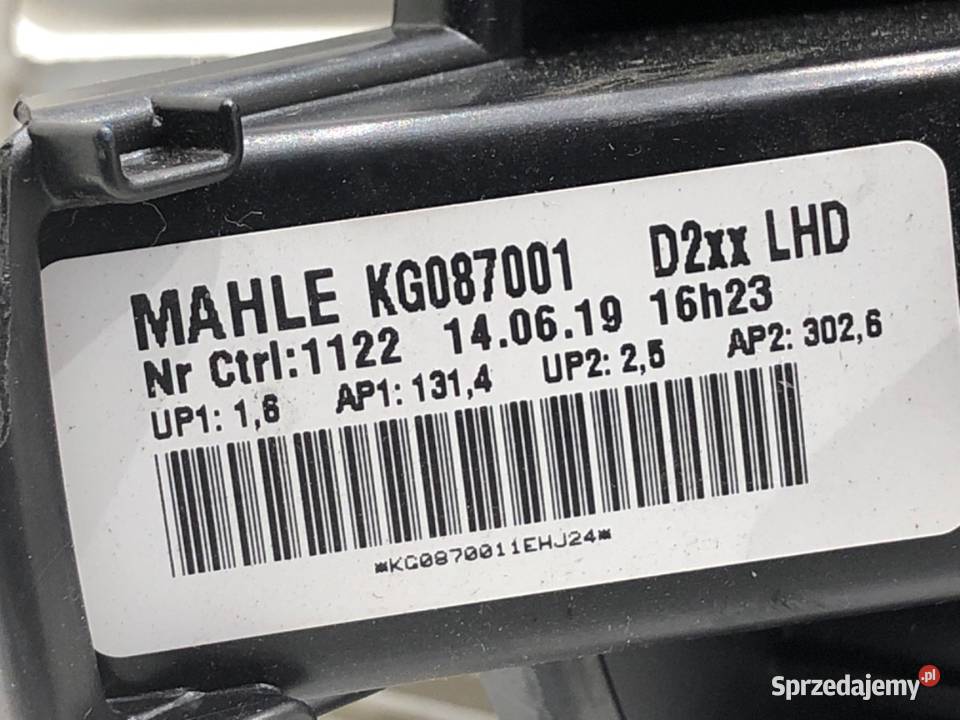 MAHLE KG087001 D2xx LHD
Nr Ctrl:1122 14.06.19 16h23
UP1: 1,6 AP1: 131,4 UP2: 2,5 AP2: 302,6
*KG0870011EHJ24*
Sprzedajemy.pl